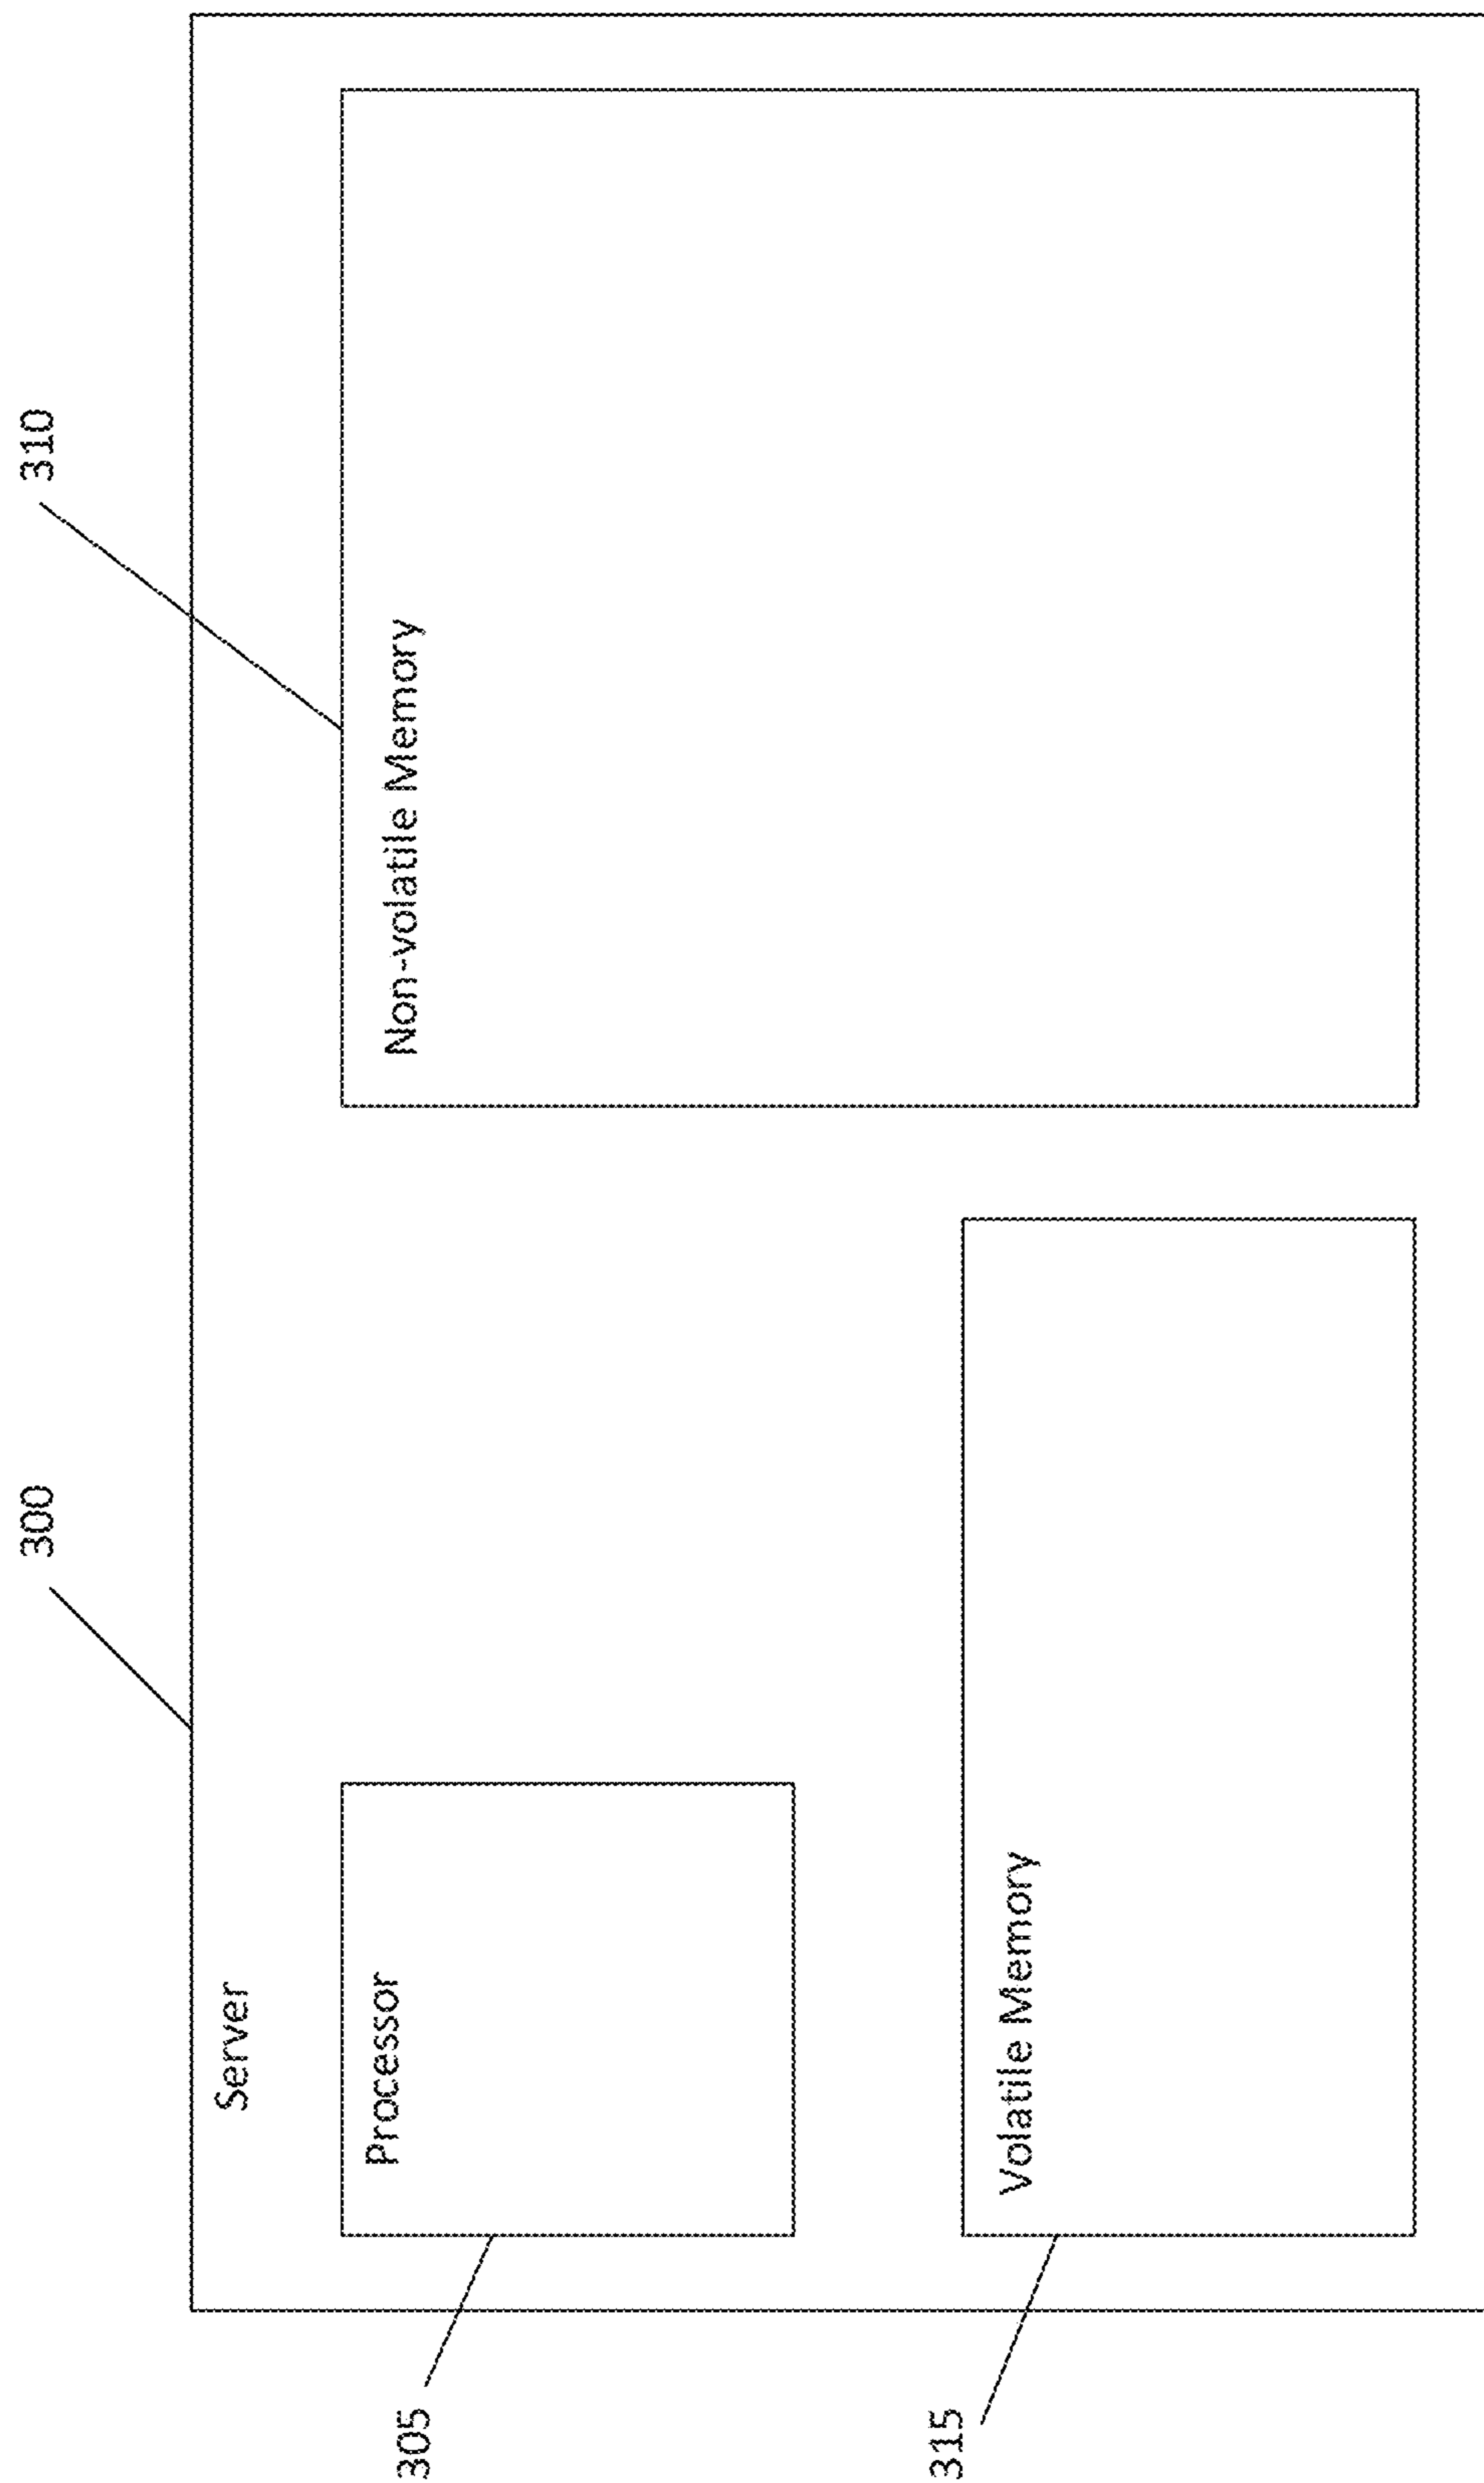 300
310
Server
305
Processor
Non-volatile Memory
315
Volatile Memory